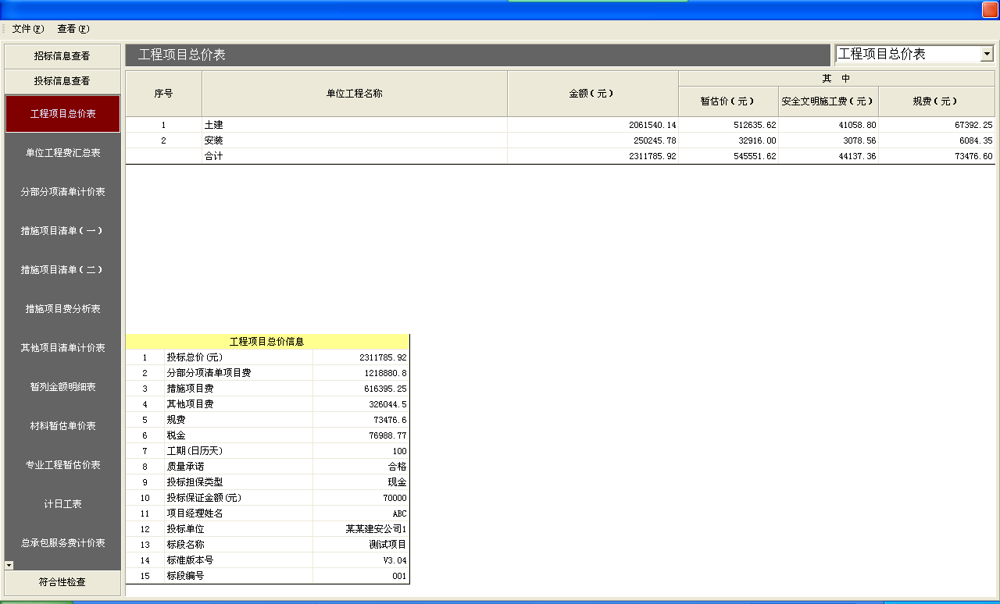 文件(F) 查看(F)
招标信息查看
投标信息查看
工程项目总价表
单位工程费汇总表
分部分项清单计价表
措施项目清单（一）
措施项目清单（二）
措施项目费分析表
其他项目清单计价表
暂列金额明细表
材料暂估单价表
专业工程暂估价表
计日工表
总承包服务费计价表
符合性检查
工程项目总价表 工程项目总价表
序号 单位工程名称 金额（元） 其 中
暂估价（元） 安全文明施工费（元） 规费（元）
1 土建 2061540.14 512635.62 41058.80 67392.25
2 安装 250245.78 32916.00 3078.56 6084.35
合计 2311785.92 545551.62 44137.36 73476.60
工程项目总价信息
1 投标总价(元) 2311785.92
2 分部分项清单项目费 1218880.8
3 措施项目费 616395.25
4 其他项目费 326044.5
5 规费 73476.6
6 税金 76988.77
7 工期(日历天) 100
8 质量承诺 合格
9 投标担保类型 现金
10 投标保证金额(元) 70000
11 项目经理姓名 ABC
12 投标单位 某某建安公司1
13 标段名称 测试项目
14 标准版本号 V3.04
15 标段编号 001